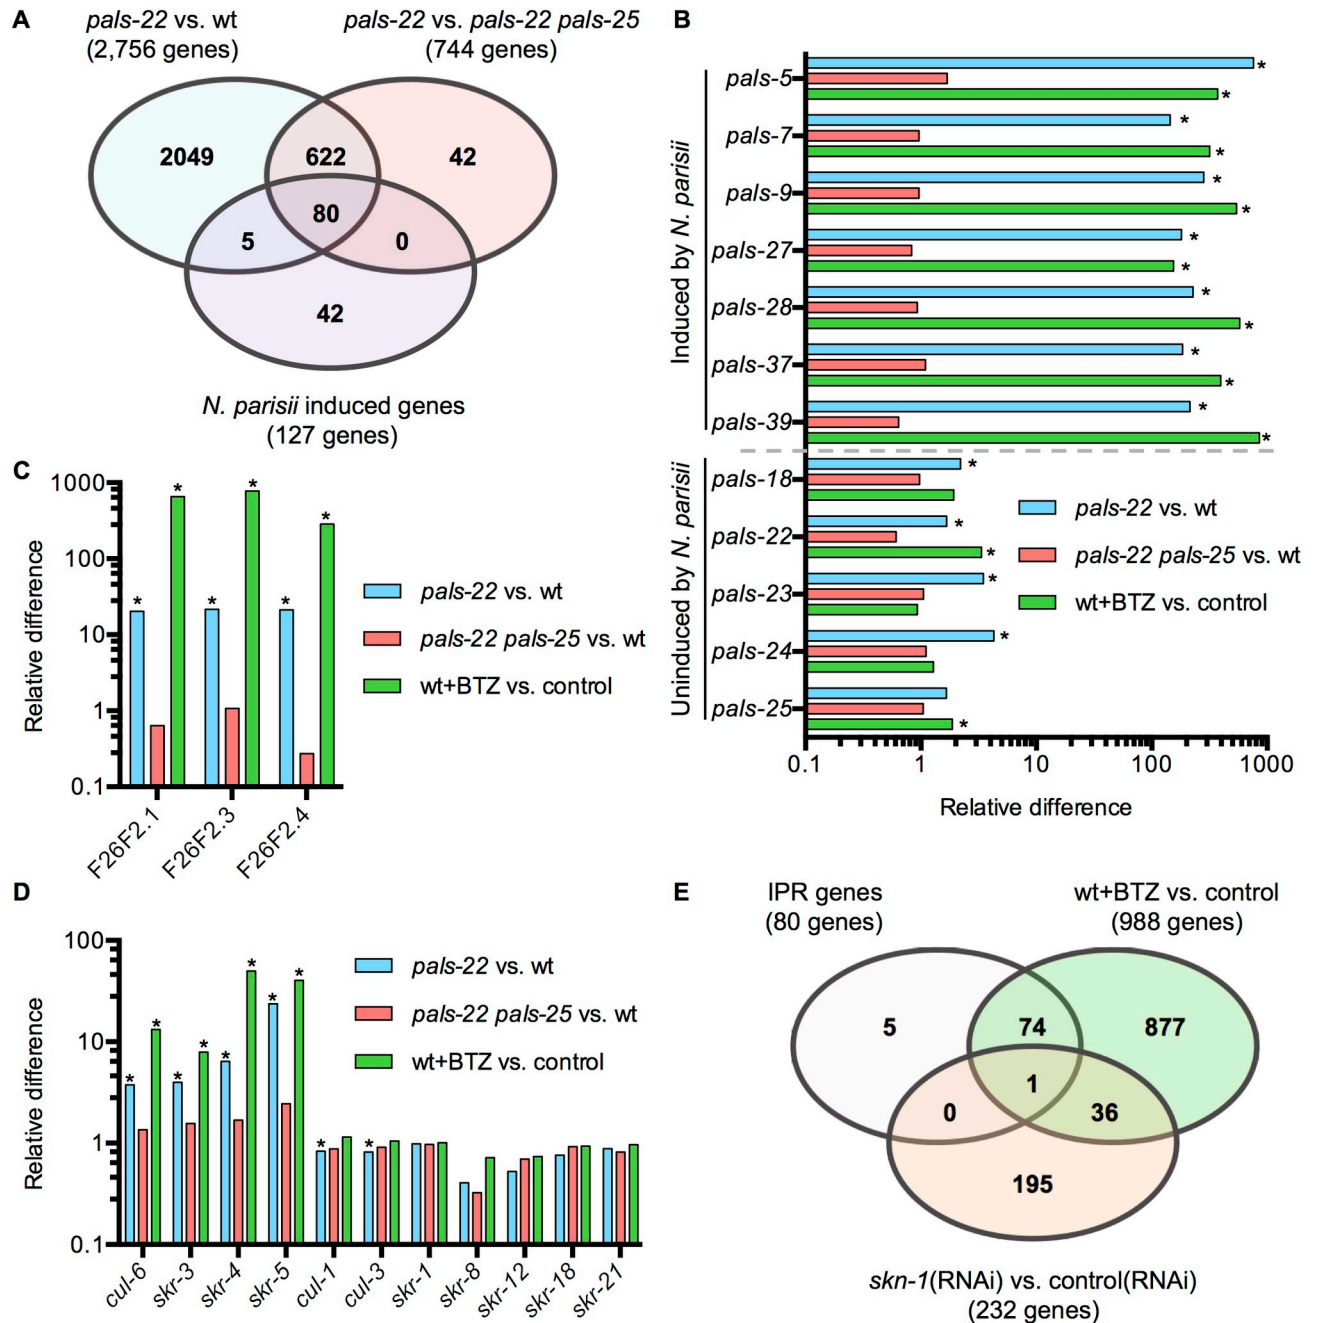 A
pals-22 vs. wt
(2,756 genes)
pals-22 vs. pals-22 pals-25
(744 genes)
2049
622
42
80
5
0
42
N. parisii induced genes
(127 genes)
B
Induced by N. parisii
pals-5
*
*
pals-7
*
*
pals-9
*
*
pals-27
*
*
pals-28
*
*
pals-37
*
*
pals-39
*
*
Uninduced by N. parisii
pals-18
*
pals-22
*
*
pals-23
*
pals-24
*
pals-25
*
pals-22 vs. wt
pals-22 pals-25 vs. wt
wt+BTZ vs. control
0.1 1 10 100 1000
Relative difference
C
Relative difference
1000
100
10
1
0.1
* * * * * *
F26F2.1 F26F2.3 F26F2.4
pals-22 vs. wt
pals-22 pals-25 vs. wt
wt+BTZ vs. control
D
Relative difference
100
10
1
0.1
* * * * * * * * * *
cul-6 skr-3 skr-4 skr-5 cul-1 cul-3 skr-1 skr-8 skr-12 skr-18 skr-21
pals-22 vs. wt
pals-22 pals-25 vs. wt
wt+BTZ vs. control
E
IPR genes
(80 genes)
wt+BTZ vs. control
(988 genes)
5
74
877
1
0
36
195
skn-1(RNAi) vs. control(RNAi)
(232 genes)